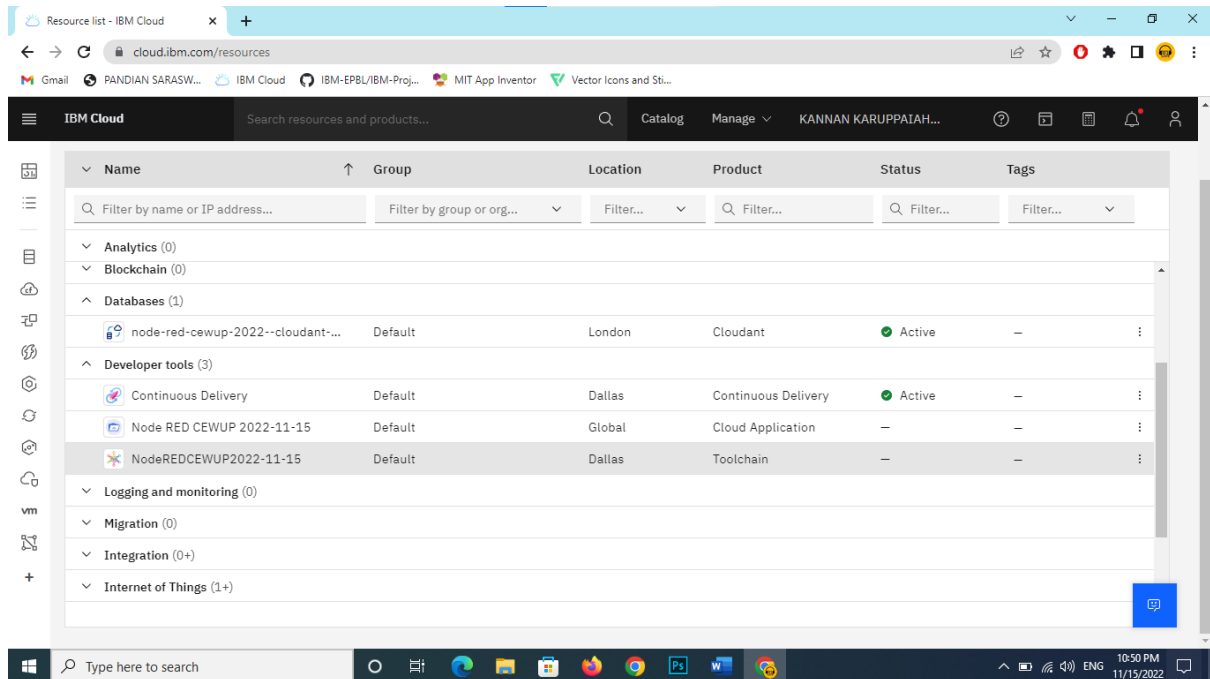 Resource list - IBM Cloud
cloud.ibm.com/resources
Gmail PANDIAN SARASW... IBM Cloud IBM-EPBL/IBM-Proj... MIT App Inventor Vector Icons and Sti...
IBM Cloud Search resources and products... Catalog Manage KANNAN KARUPPAIAH...
Name Group Location Product Status Tags
Filter by name or IP address... Filter by group or org... Filter... Filter... Filter... Filter...
Analytics (0)
Blockchain (0)
Databases (1)
node-red-cewup-2022--cloudant-... Default London Cloudant Active –
Developer tools (3)
Continuous Delivery Default Dallas Continuous Delivery Active –
Node RED CEWUP 2022-11-15 Default Global Cloud Application – –
NodeREDCEWUP2022-11-15 Default Dallas Toolchain – –
Logging and monitoring (0)
vm
Migration (0)
Integration (0+)
Internet of Things (1+)
Type here to search Ps W ENG 10:50 PM
11/15/2022